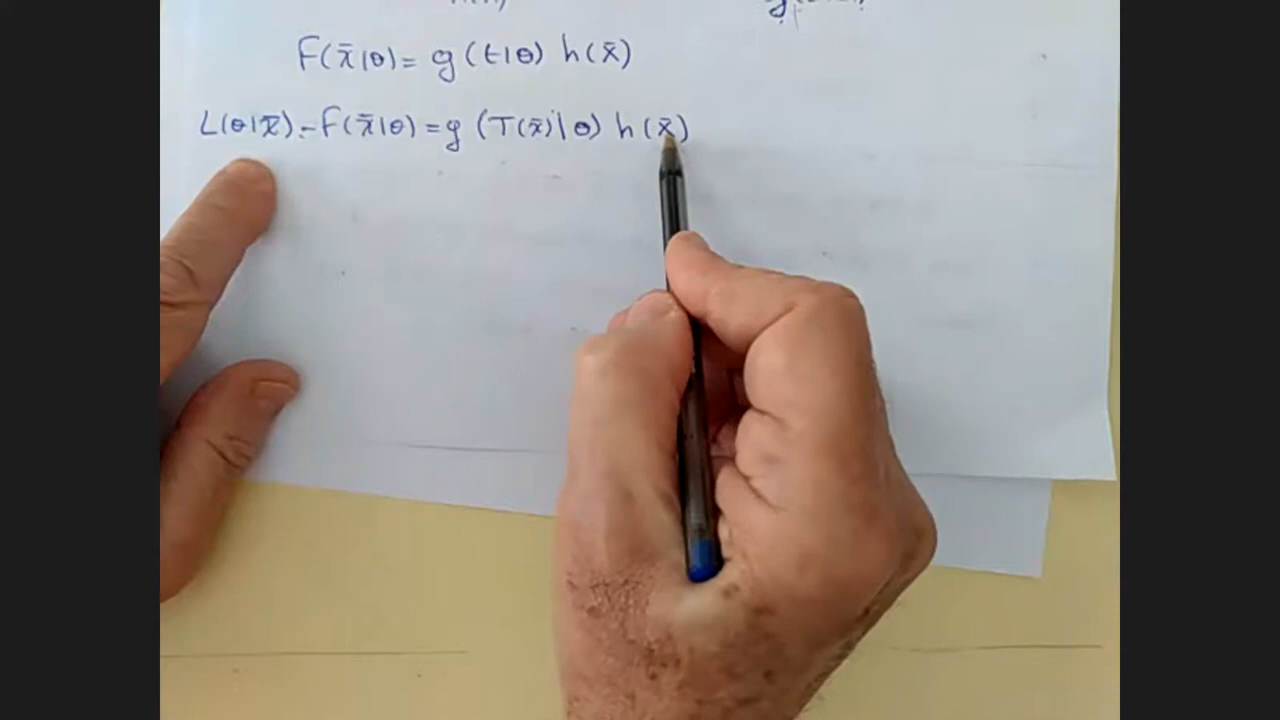 F(x̄|θ) = g(t|θ) h(x̄)
L(θ|x̄) = F(x̄|θ) = g(T(x̄)|θ) h(x̄)